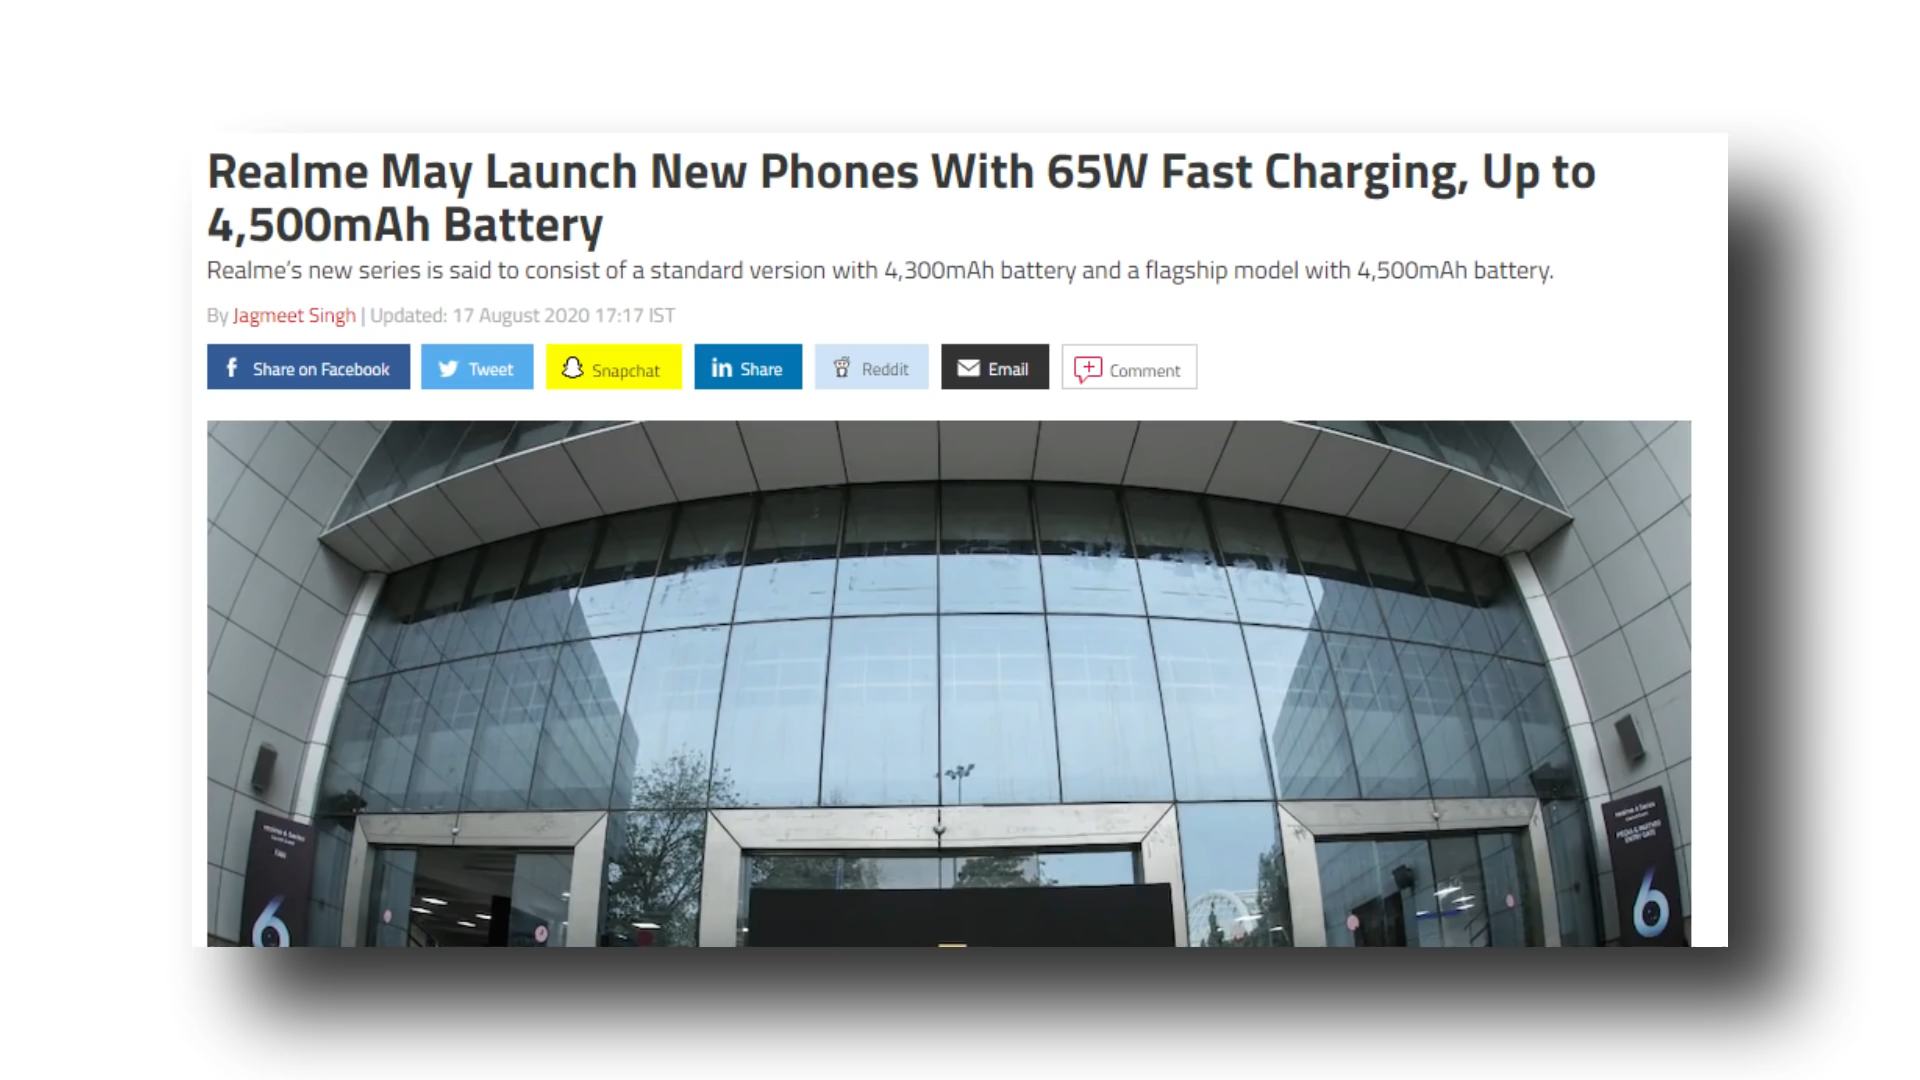 Realme May Launch New Phones With 65W Fast Charging, Up to
4,500mAh Battery
Realme's new series is said to consist of a standard version with 4,300mAh battery and a flagship model with 4,500mAh battery.
By Jagmeet Singh | Updated: 17 August 2020 17:17 IST
Share on Facebook Tweet Snapchat Share Reddit Email Comment
6
6